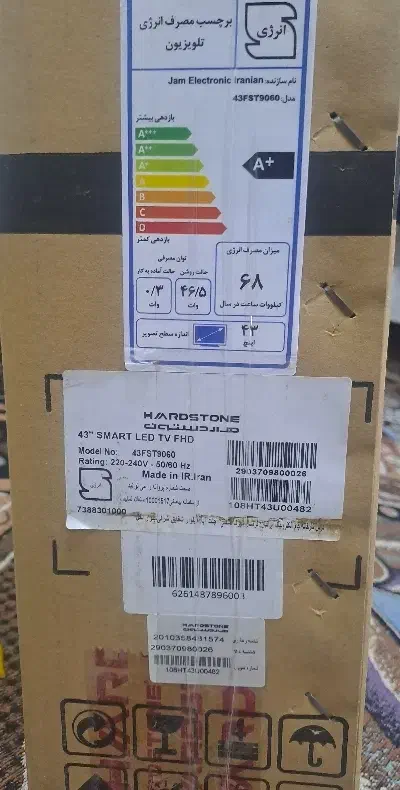 برچسب مصرف انرژی
تلویزیون
انرژی
نام سازنده: Jam Electronic Iranian
مدل: 43FST9060
بازدهی بیشتر
A+++
A++
A+
A
B
C
D
A+
بازدهی کمتر
توان مصرفی
حالت روشن
حالت آماده به کار
۴۶/۵
وات
۰/۳
وات
میزان مصرف انرژی
۶۸
کیلووات ساعت در سال
اندازه سطح تصویر
۴۳
اینچ
HARDSTONE
هاردستون
43" SMART LED TV FHD
Model No: 43FST9060
Rating: 220-240V - 50/60 Hz
Made in IR.Iran
7388301000
2903709800026
108HT43U00482
6261487896003
HARDSTONE
هاردستون
108HT43U00482